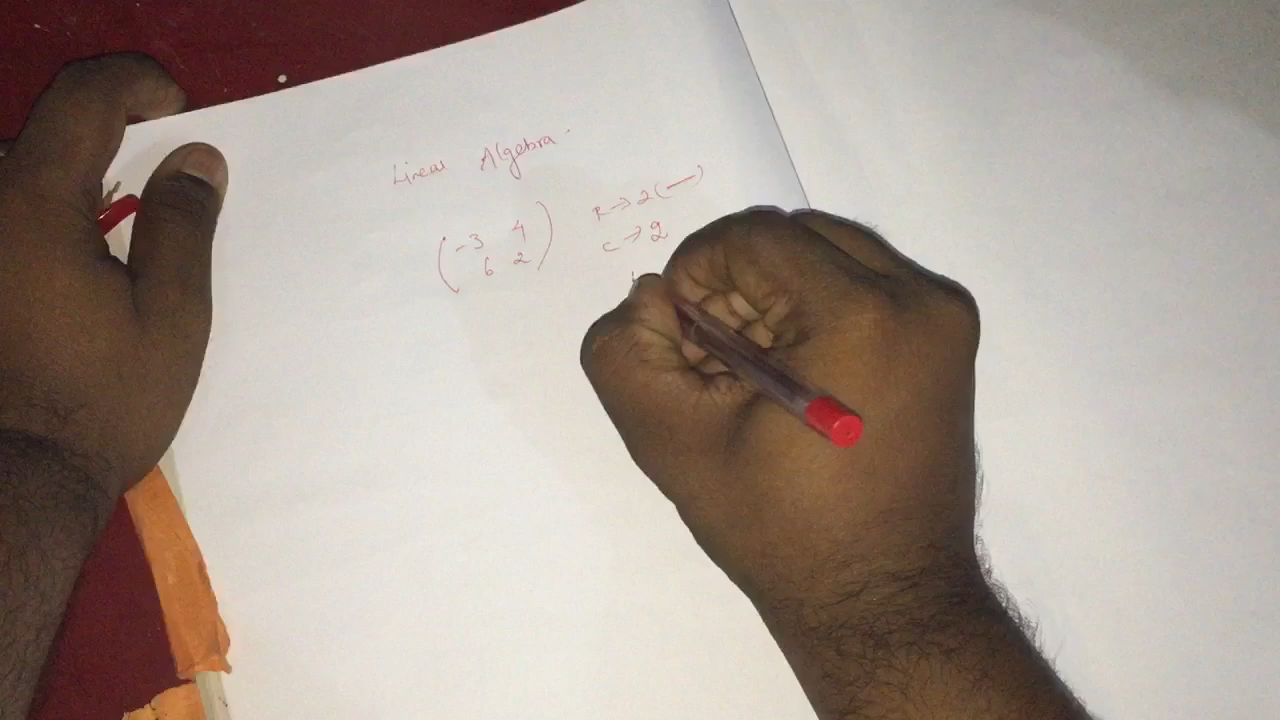 Linear Algebra.
(-3 4
6 2)
R → 2 (—)
C → 2